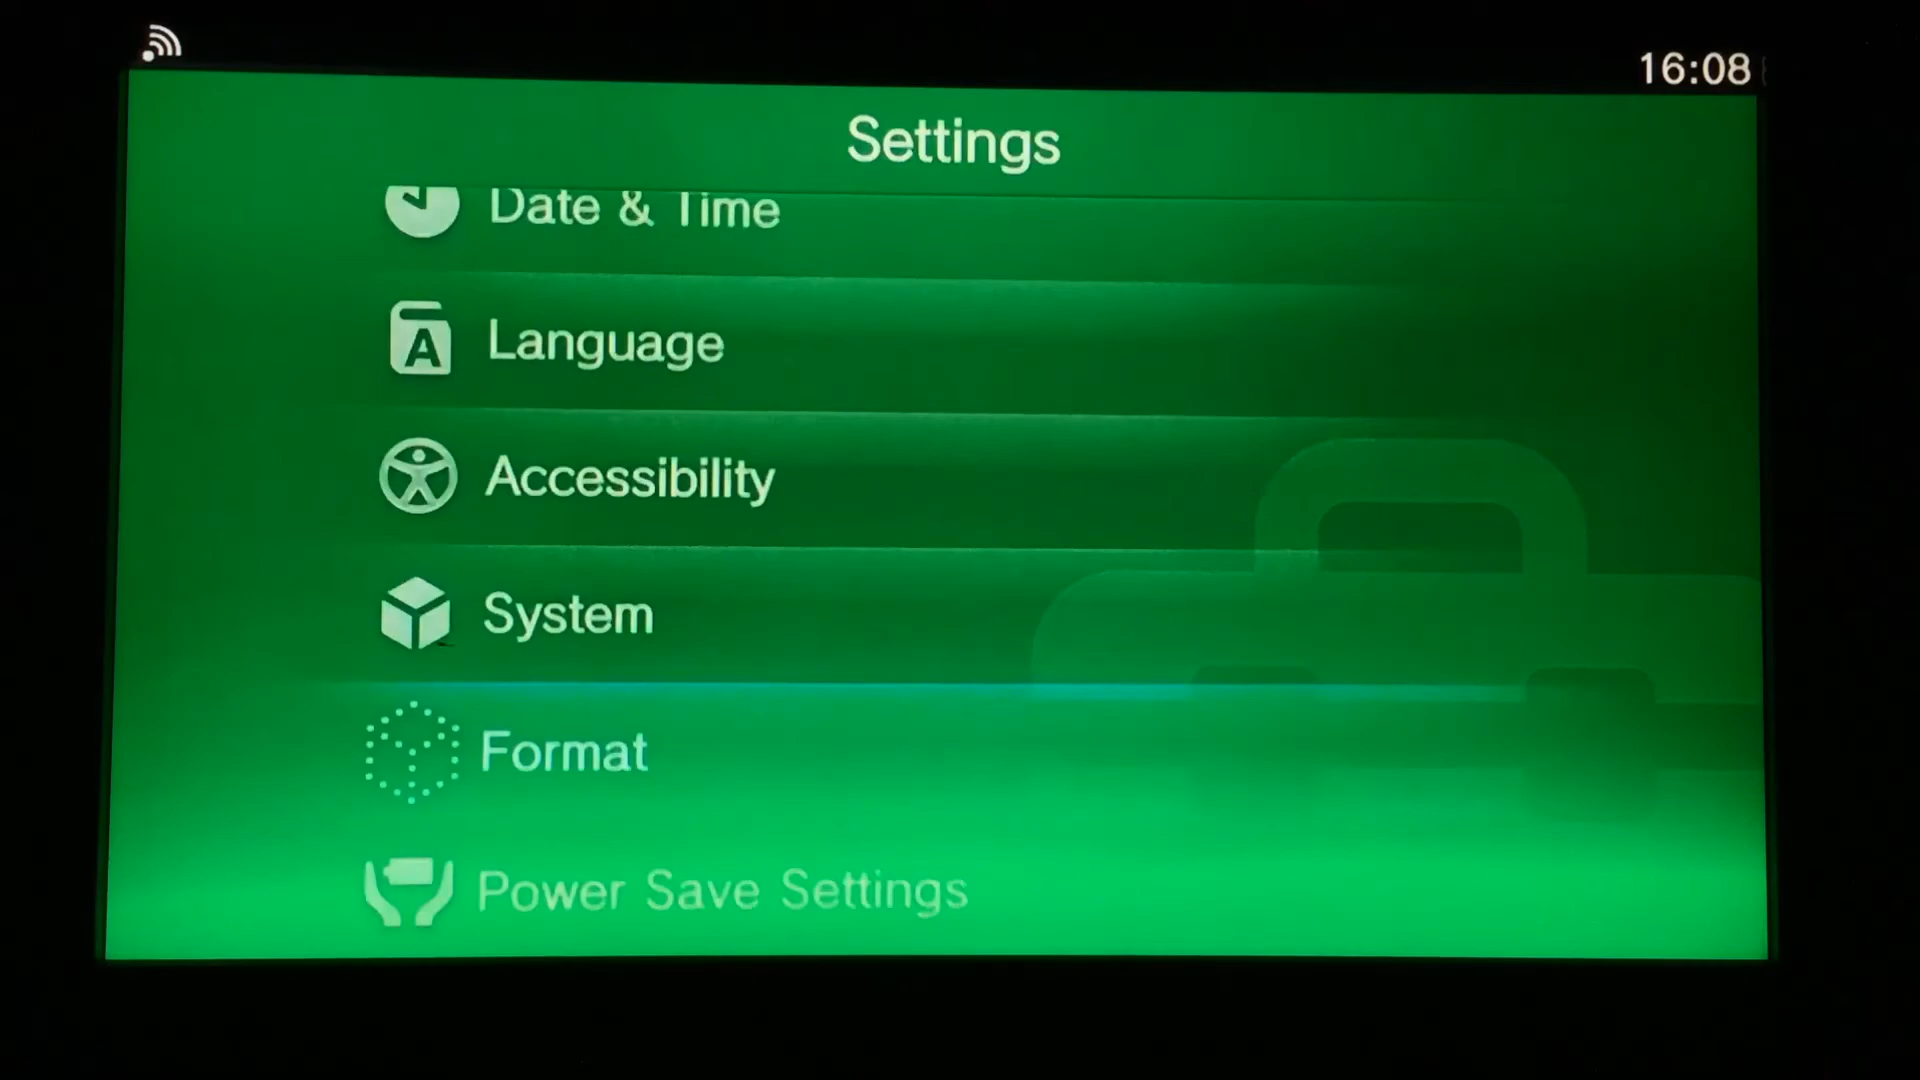 16:08
Settings
Date & Time
Language
Accessibility
System
Format
Power Save Settings